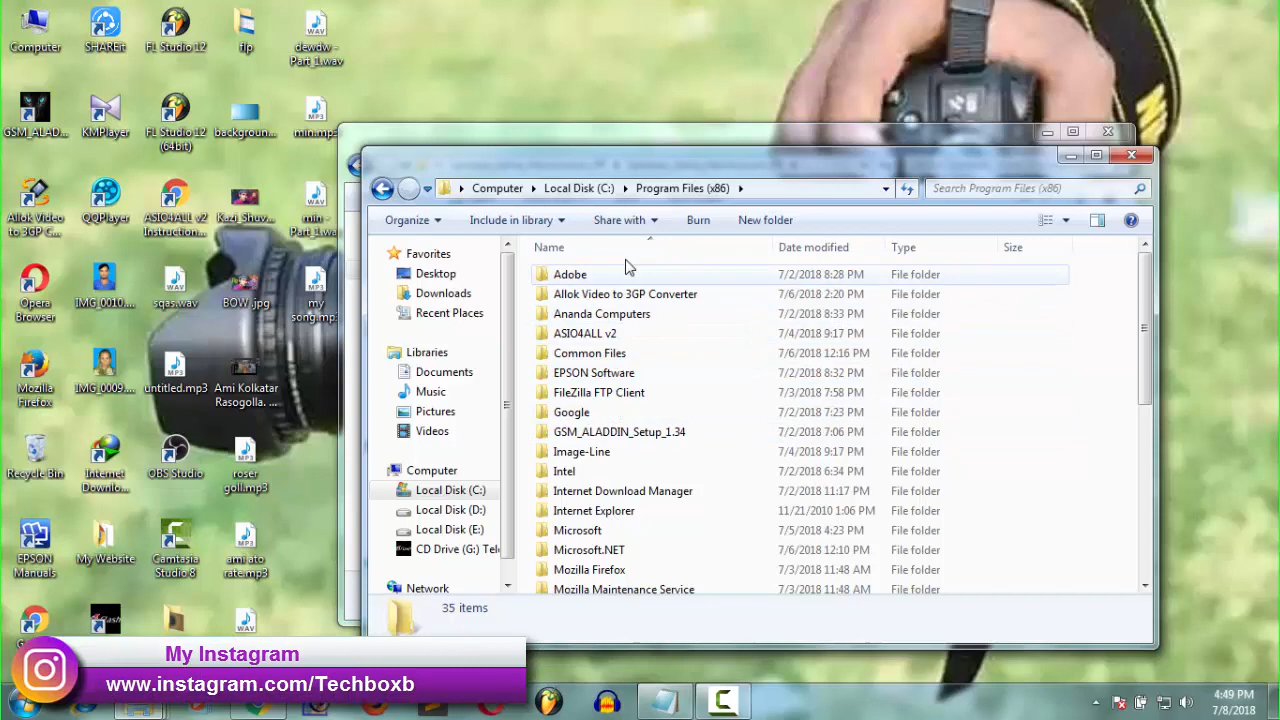 Computer
SHAREit
FL Studio 12
flp
dewdw -
Part_1.wav
GSM_ALAD...
KMPlayer
FL Studio 12
(64bit)
backgroun...
min.mp3
Allok Video
to 3GP C...
QQPlayer
ASIO4ALL v2
Instruction...
Kazi_Shuv...
min -
Part_1.wav
Opera
Browser
IMG_0010....
sqas.wav
BOW.jpg
my
song.mp3
Mozilla
Firefox
IMG_0009....
untitled.mp3
Ami Kolkatar
Rasogolla. ...
Recycle Bin
Internet
Downlo...
OBS Studio
roser
goli.mp3
EPSON
Manuals
My Website
Camtasia
Studio 8
ami ato
rate.mp3
Computer Local Disk (C:) Program Files (x86)
Search Program Files (x86)
Organize Include in library Share with Burn New folder
Favorites
Desktop
Downloads
Recent Places
Libraries
Documents
Music
Pictures
Videos
Computer
Local Disk (C:)
Local Disk (D:)
Local Disk (E:)
CD Drive (G:) Tele
Network
Name Date modified Type Size
Adobe 7/2/2018 8:28 PM File folder
Allok Video to 3GP Converter 7/6/2018 2:20 PM File folder
Ananda Computers 7/2/2018 8:33 PM File folder
ASIO4ALL v2 7/4/2018 9:17 PM File folder
Common Files 7/6/2018 12:16 PM File folder
EPSON Software 7/2/2018 8:32 PM File folder
FileZilla FTP Client 7/3/2018 7:58 PM File folder
Google 7/2/2018 7:23 PM File folder
GSM_ALADDIN_Setup_1.34 7/2/2018 7:06 PM File folder
Image-Line 7/4/2018 9:17 PM File folder
Intel 7/2/2018 6:34 PM File folder
Internet Download Manager 7/2/2018 11:17 PM File folder
Internet Explorer 11/21/2010 1:06 PM File folder
Microsoft 7/5/2018 4:23 PM File folder
Microsoft.NET 7/6/2018 12:10 PM File folder
Mozilla Firefox 7/3/2018 11:48 AM File folder
Mozilla Maintenance Service 7/3/2018 11:48 AM File folder
35 items
My Instagram
www.instagram.com/Techboxb
4:49 PM
7/8/2018